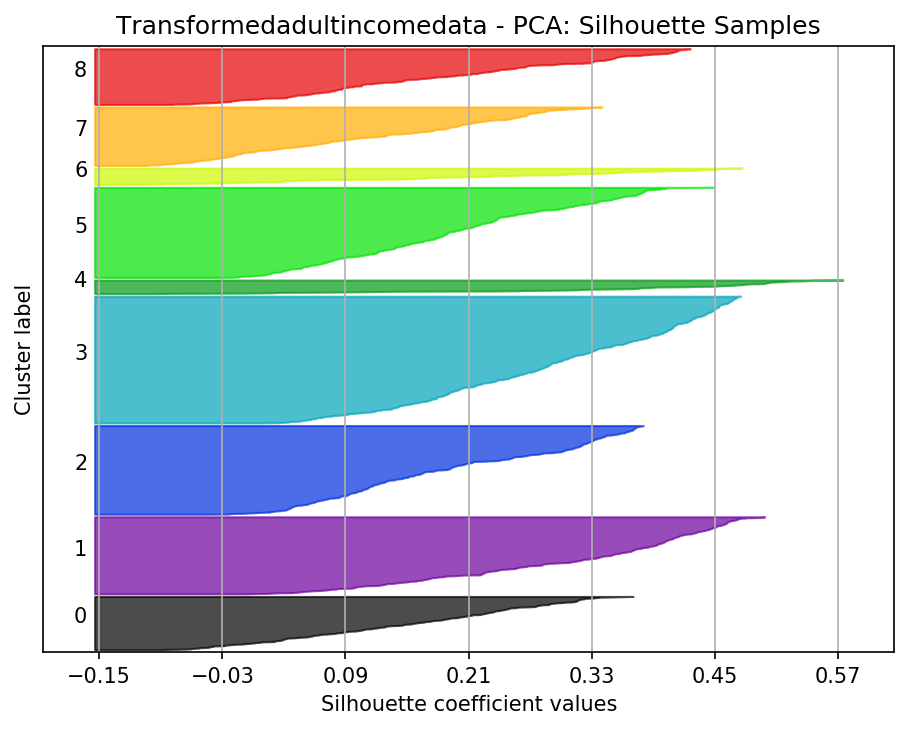 Transformedadultincomedata - PCA: Silhouette Samples
8
7
6
5
4
3
2
1
0
Cluster label
−0.15 −0.03 0.09 0.21 0.33 0.45 0.57
Silhouette coefficient values